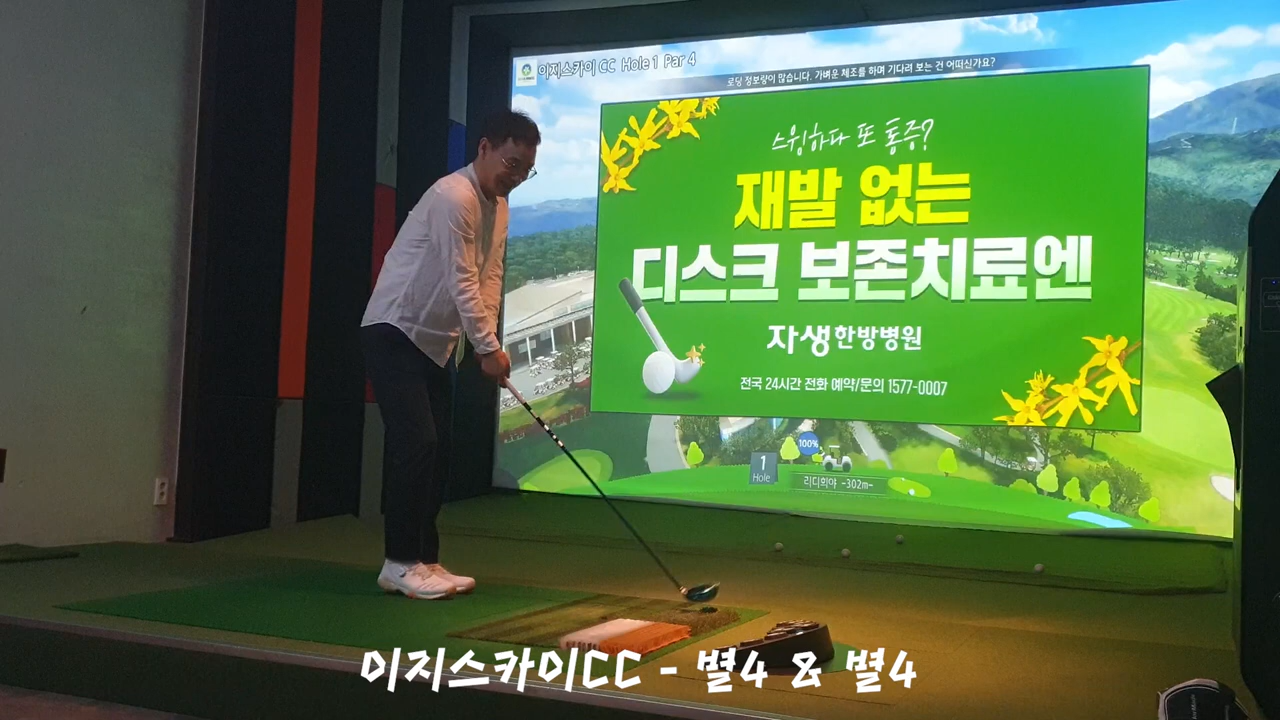 이지스카이 CC Hole 1 Par 4
로딩 정보량이 많습니다. 가벼운 체조를 하며 기다려 보는 건 어떠신가요?
스윙하다 또 통증?
재발 없는
디스크 보존치료엔
자생한방병원
전국 24시간 전화 예약/문의 1577-0007
100%
1
Hole
리디희야 -302m-
이지스카이CC - 별4 & 별4